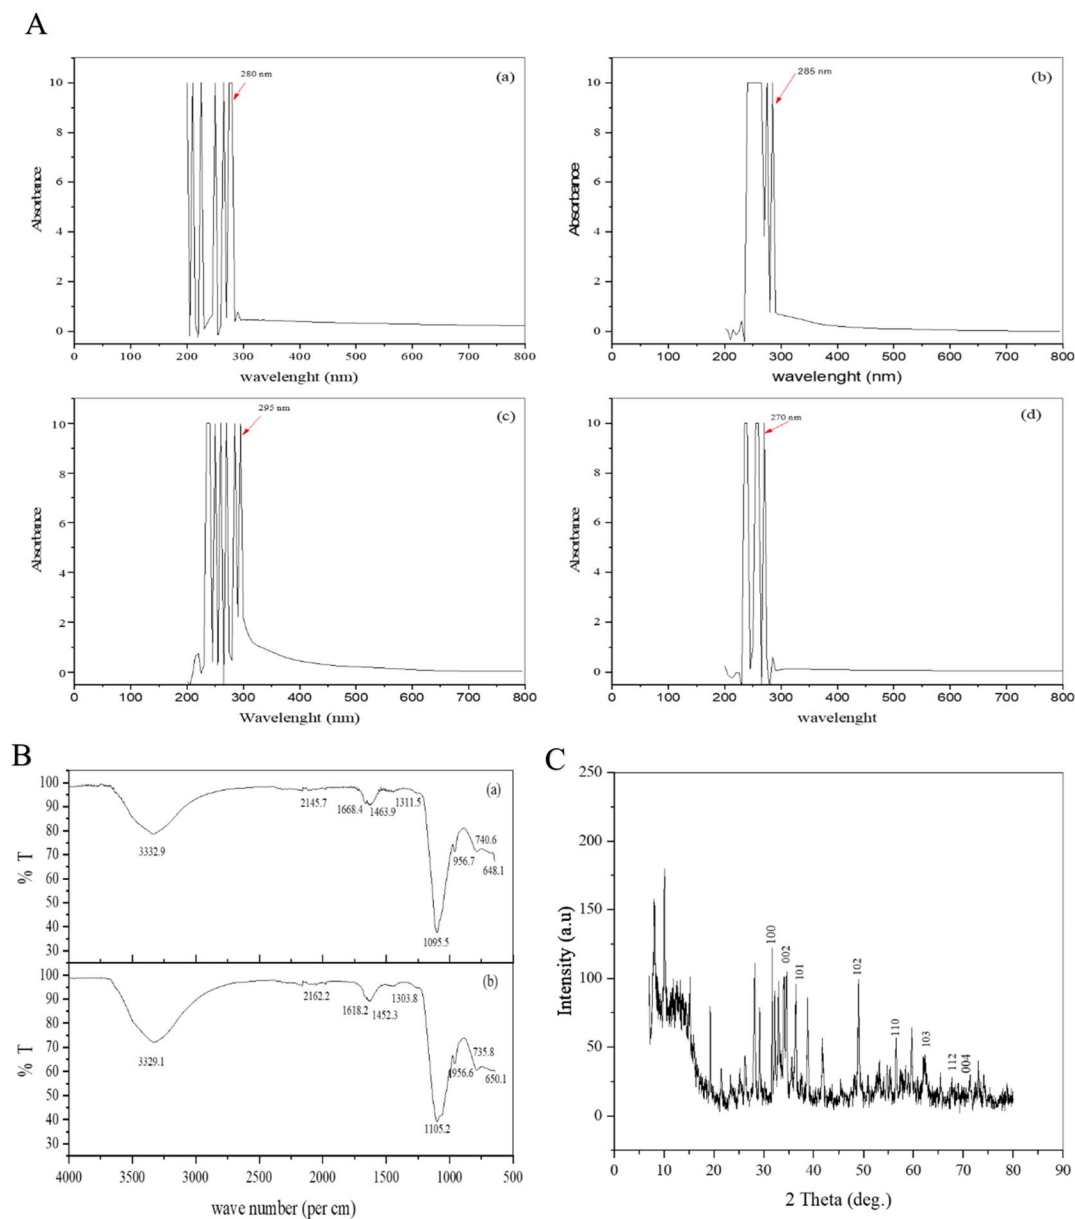 A
280 nm
(a)
10
8
6
4
2
0
Absorbance
0 100 200 300 400 500 600 700 800
wavelenght (nm)
285 nm
(b)
10
8
6
4
2
0
Absorbance
0 100 200 300 400 500 600 700 800
wavelenght (nm)
295 nm
(c)
10
8
6
4
2
0
Absorbance
0 100 200 300 400 500 600 700 800
Wavelenght (nm)
270 nm
(d)
10
8
6
4
2
0
Absorbance
0 100 200 300 400 500 600 700 800
wavelenght
B
100
90
80
70
60
50
40
30
% T
(a)
3332.9
2145.7
1668.4
1463.9
1311.5
1095.5
956.7
740.6
648.1
100
90
80
70
60
50
40
30
% T
(b)
3329.1
2162.2
1618.2
1452.3
1303.8
1105.2
956.6
735.8
650.1
4000 3500 3000 2500 2000 1500 1000 500
wave number (per cm)
C
250
200
150
100
50
0
Intensity (a.u)
100
002
101
102
110
103
112
004
0 10 20 30 40 50 60 70 80 90
2 Theta (deg.)